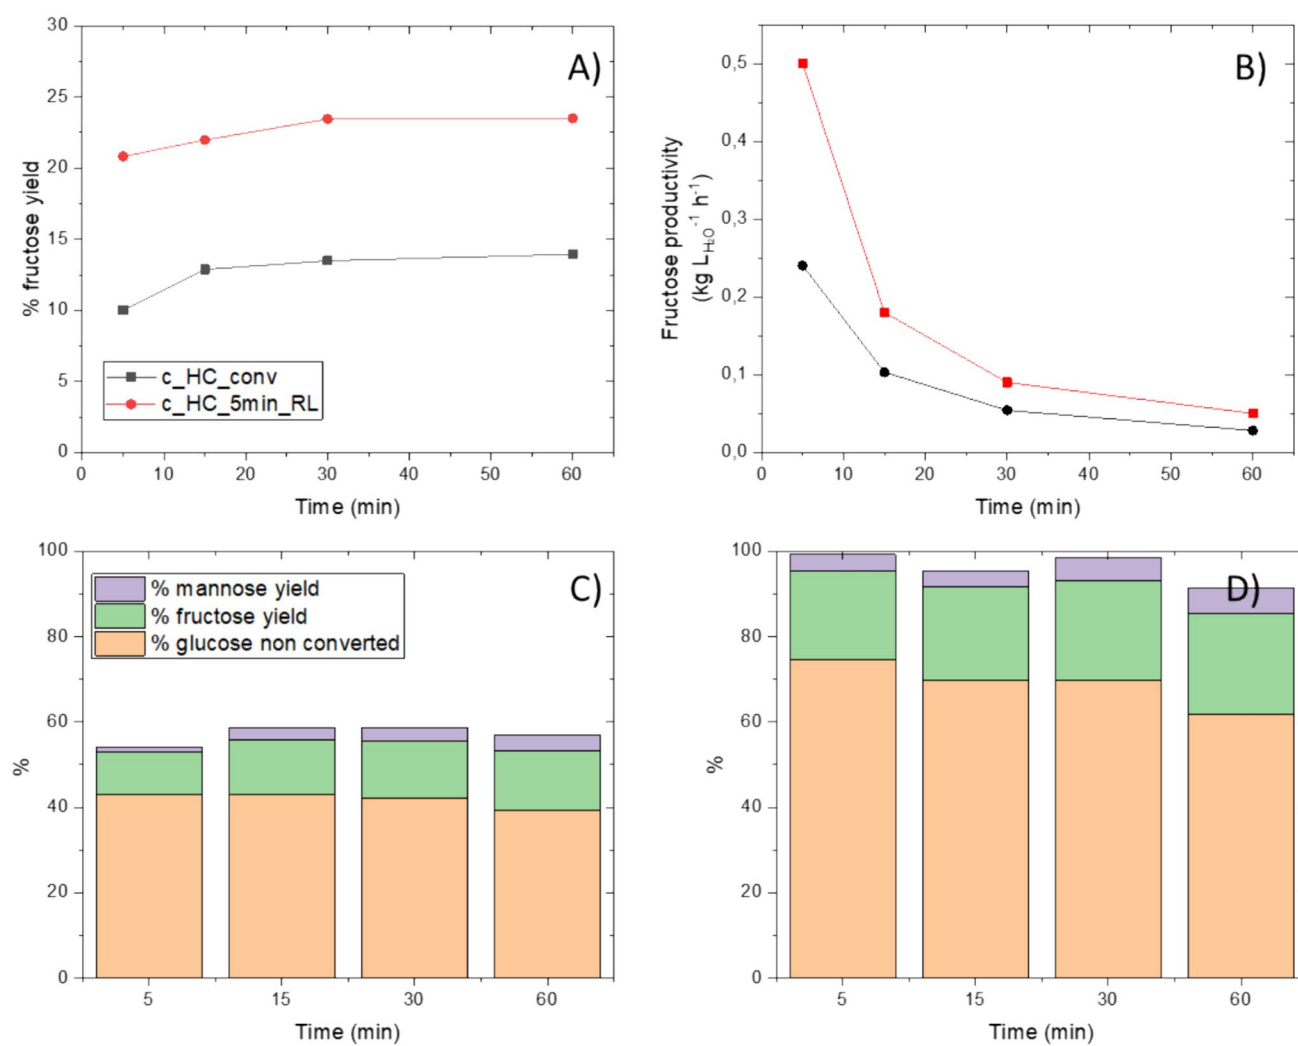 A)
30
25
20
15
10
5
0
% fructose yield
c_HC_conv
c_HC_5min_RL
0 10 20 30 40 50 60
Time (min)
B)
0,5
0,4
0,3
0,2
0,1
0,0
Fructose productivity
(kg L_H₂O⁻¹ h⁻¹)
0 10 20 30 40 50 60
Time (min)
C)
100
80
60
40
20
0
%
% mannose yield
% fructose yield
% glucose non converted
5 15 30 60
Time (min)
D)
100
80
60
40
20
0
%
5 15 30 60
Time (min)